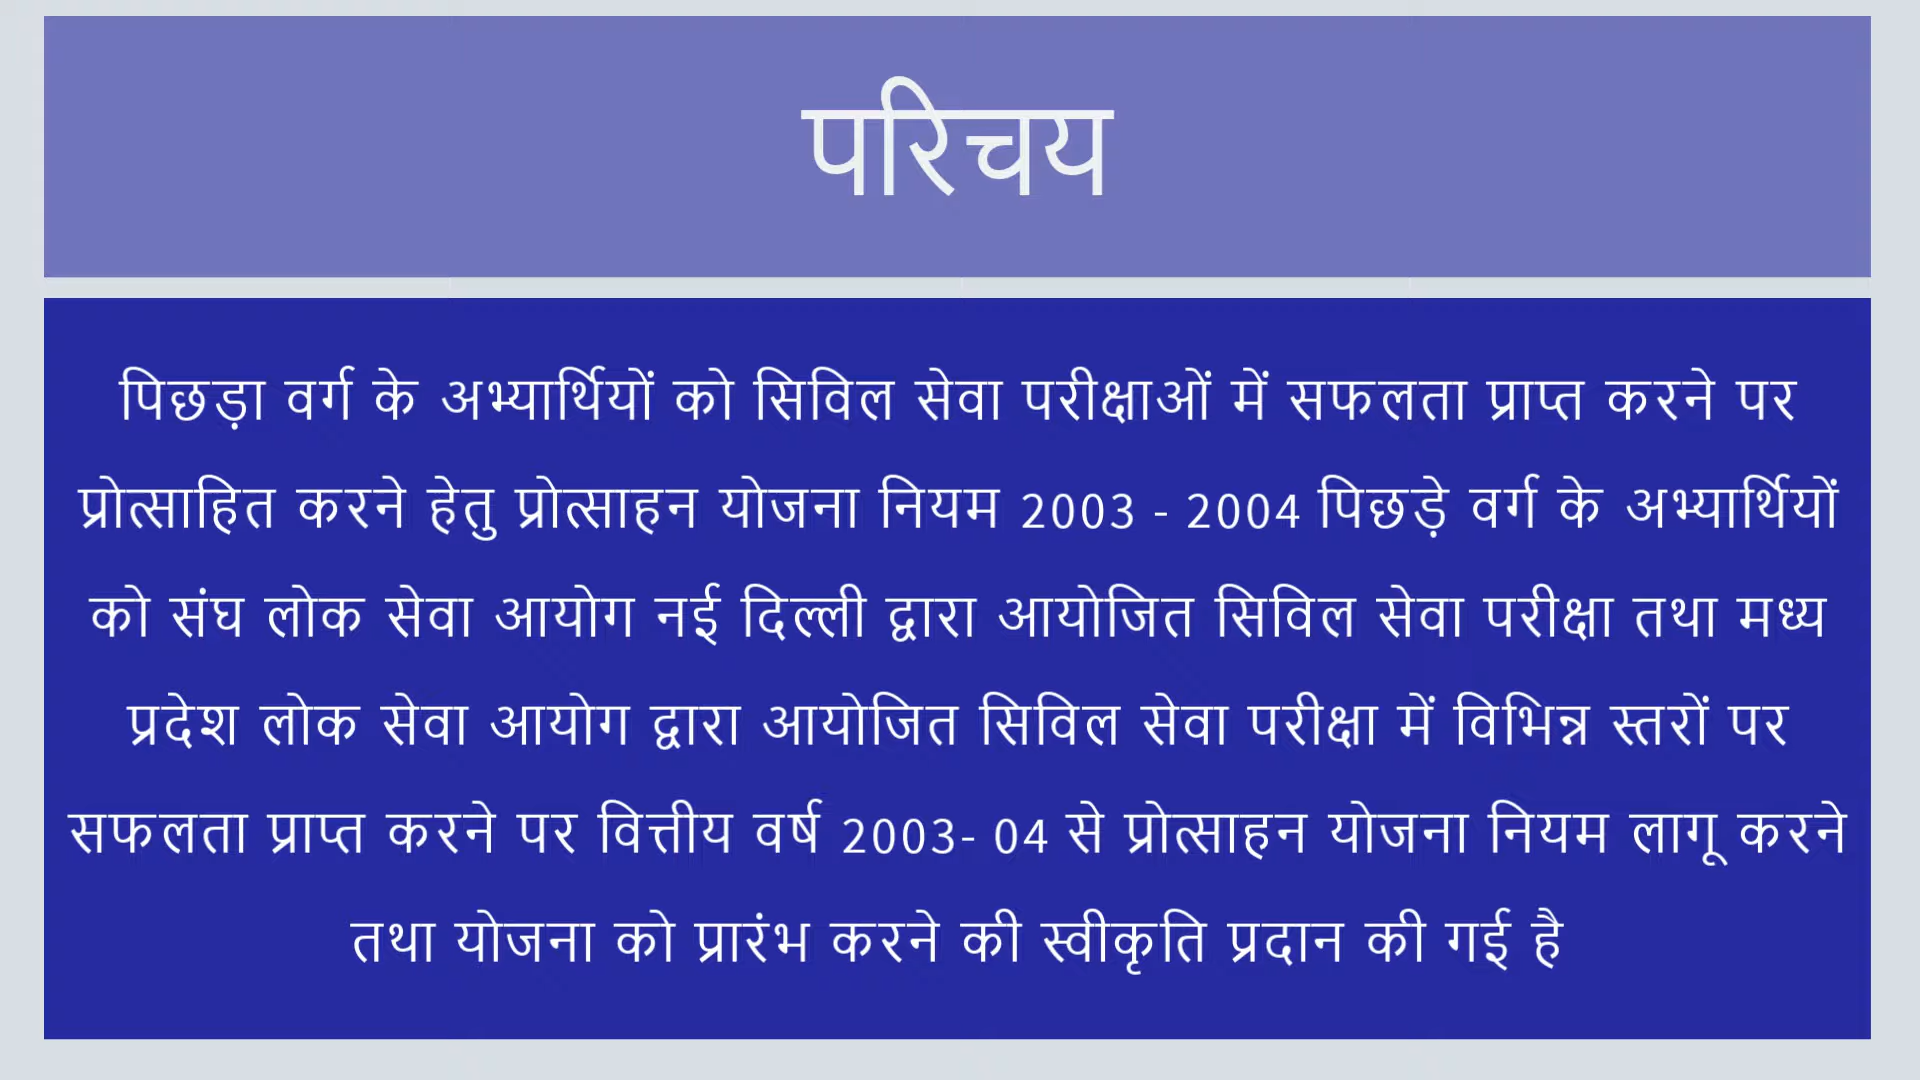 परिचय
पिछड़ा वर्ग के अभ्यार्थियों को सिविल सेवा परीक्षाओं में सफलता प्राप्त करने पर
प्रोत्साहित करने हेतु प्रोत्साहन योजना नियम 2003 - 2004 पिछड़े वर्ग के अभ्यार्थियों
को संघ लोक सेवा आयोग नई दिल्ली द्वारा आयोजित सिविल सेवा परीक्षा तथा मध्य
प्रदेश लोक सेवा आयोग द्वारा आयोजित सिविल सेवा परीक्षा में विभिन्न स्तरों पर
सफलता प्राप्त करने पर वित्तीय वर्ष 2003- 04 से प्रोत्साहन योजना नियम लागू करने
तथा योजना को प्रारंभ करने की स्वीकृति प्रदान की गई है